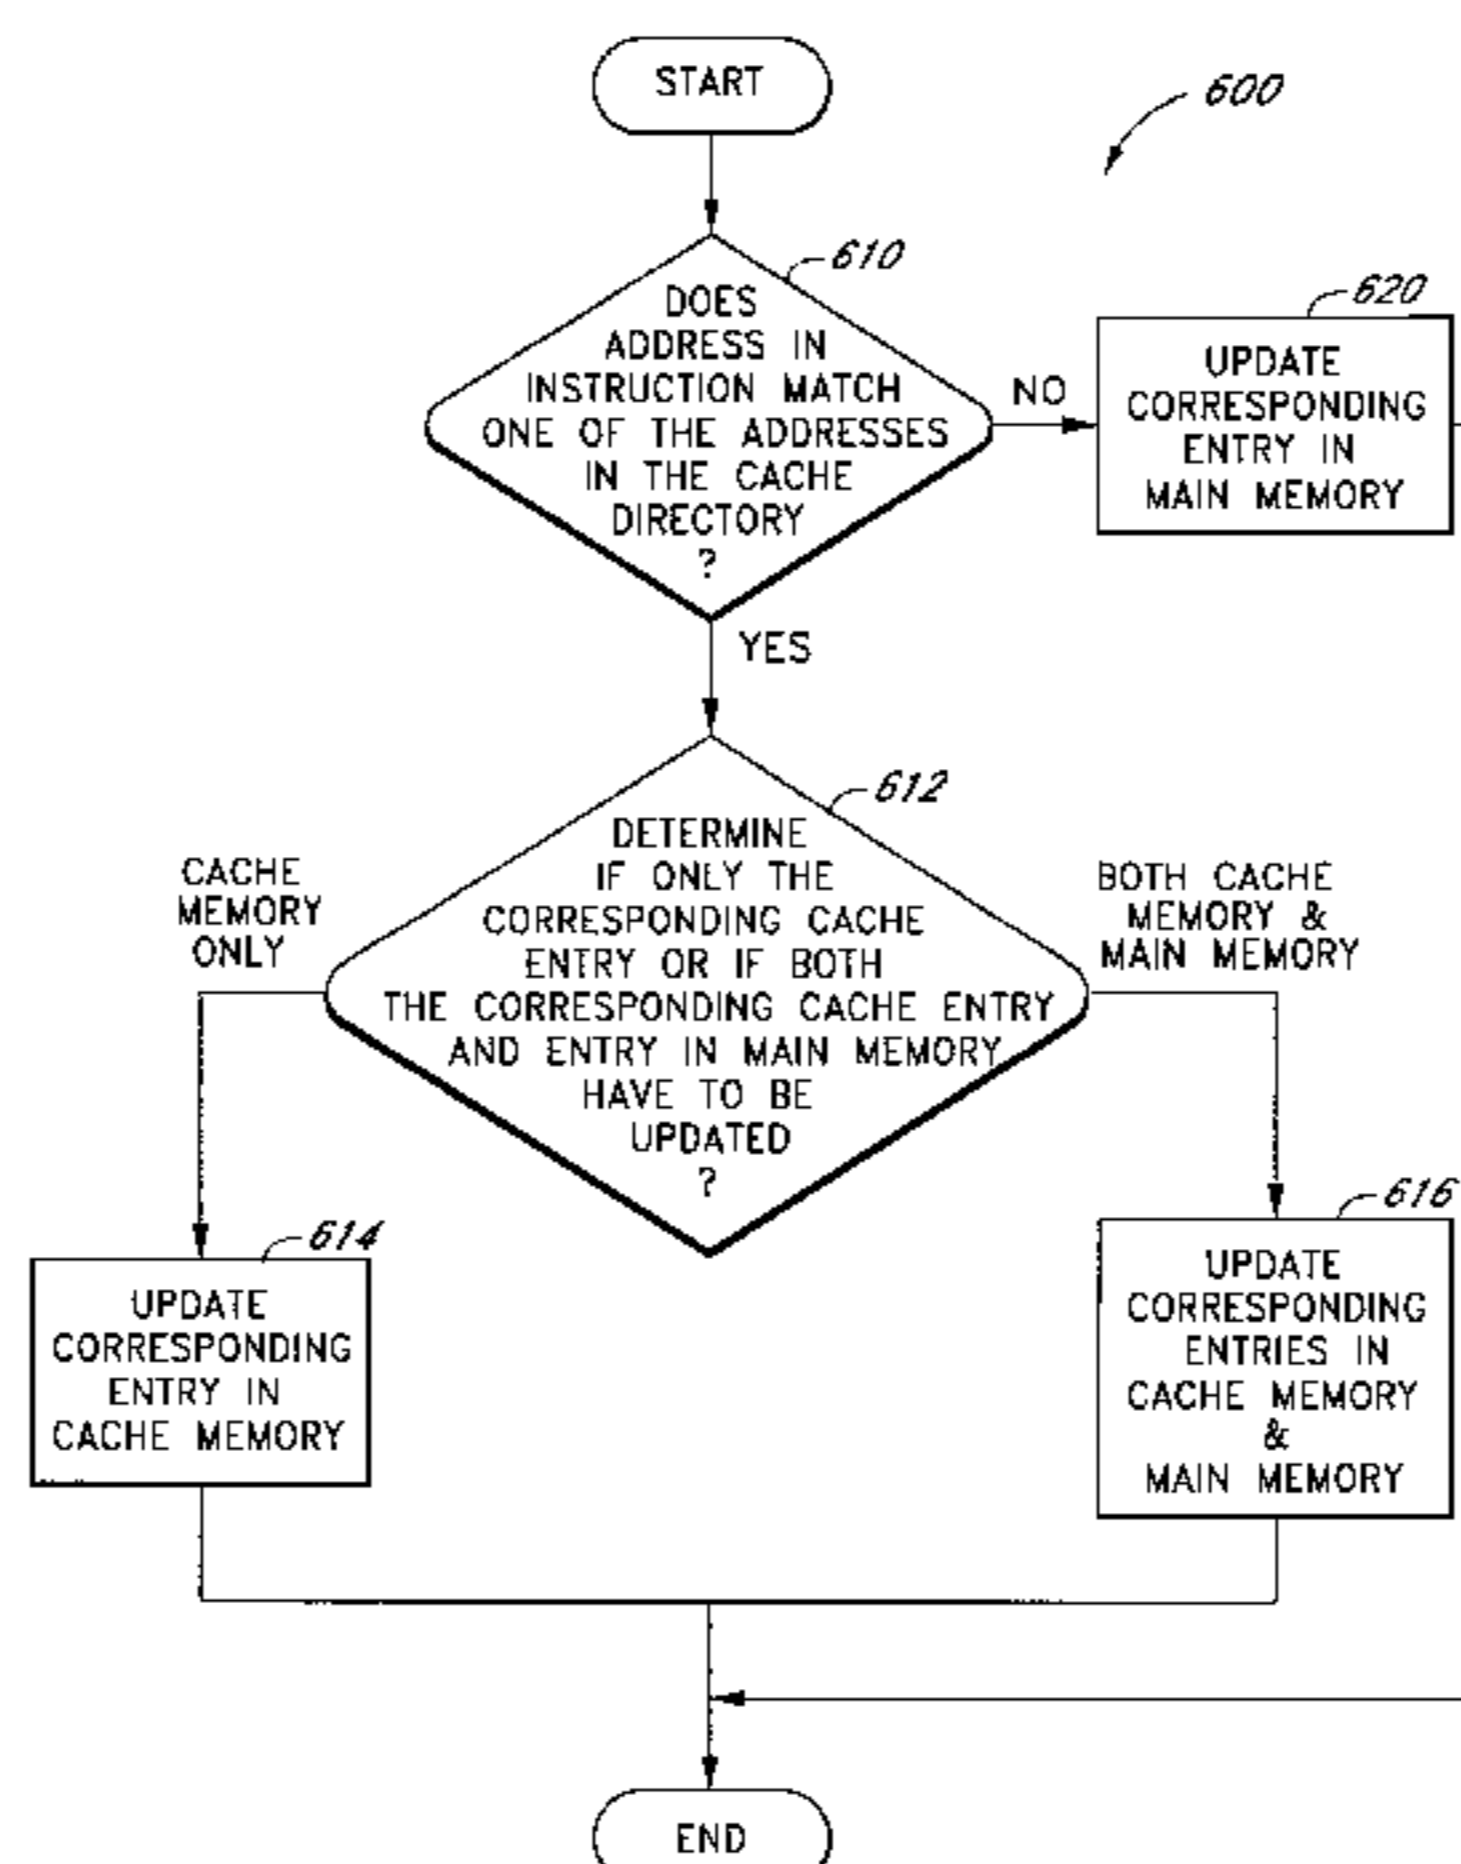 START
600
610
DOES
ADDRESS IN
INSTRUCTION MATCH
ONE OF THE ADDRESSES
IN THE CACHE
DIRECTORY
?
NO
620
UPDATE
CORRESPONDING
ENTRY IN
MAIN MEMORY
YES
612
DETERMINE
IF ONLY THE
CORRESPONDING CACHE
ENTRY OR IF BOTH
THE CORRESPONDING CACHE ENTRY
AND ENTRY IN MAIN MEMORY
HAVE TO BE
UPDATED
?
CACHE
MEMORY
ONLY
BOTH CACHE
MEMORY &
MAIN MEMORY
614
UPDATE
CORRESPONDING
ENTRY IN
CACHE MEMORY
616
UPDATE
CORRESPONDING
ENTRIES IN
CACHE MEMORY
&
MAIN MEMORY
END